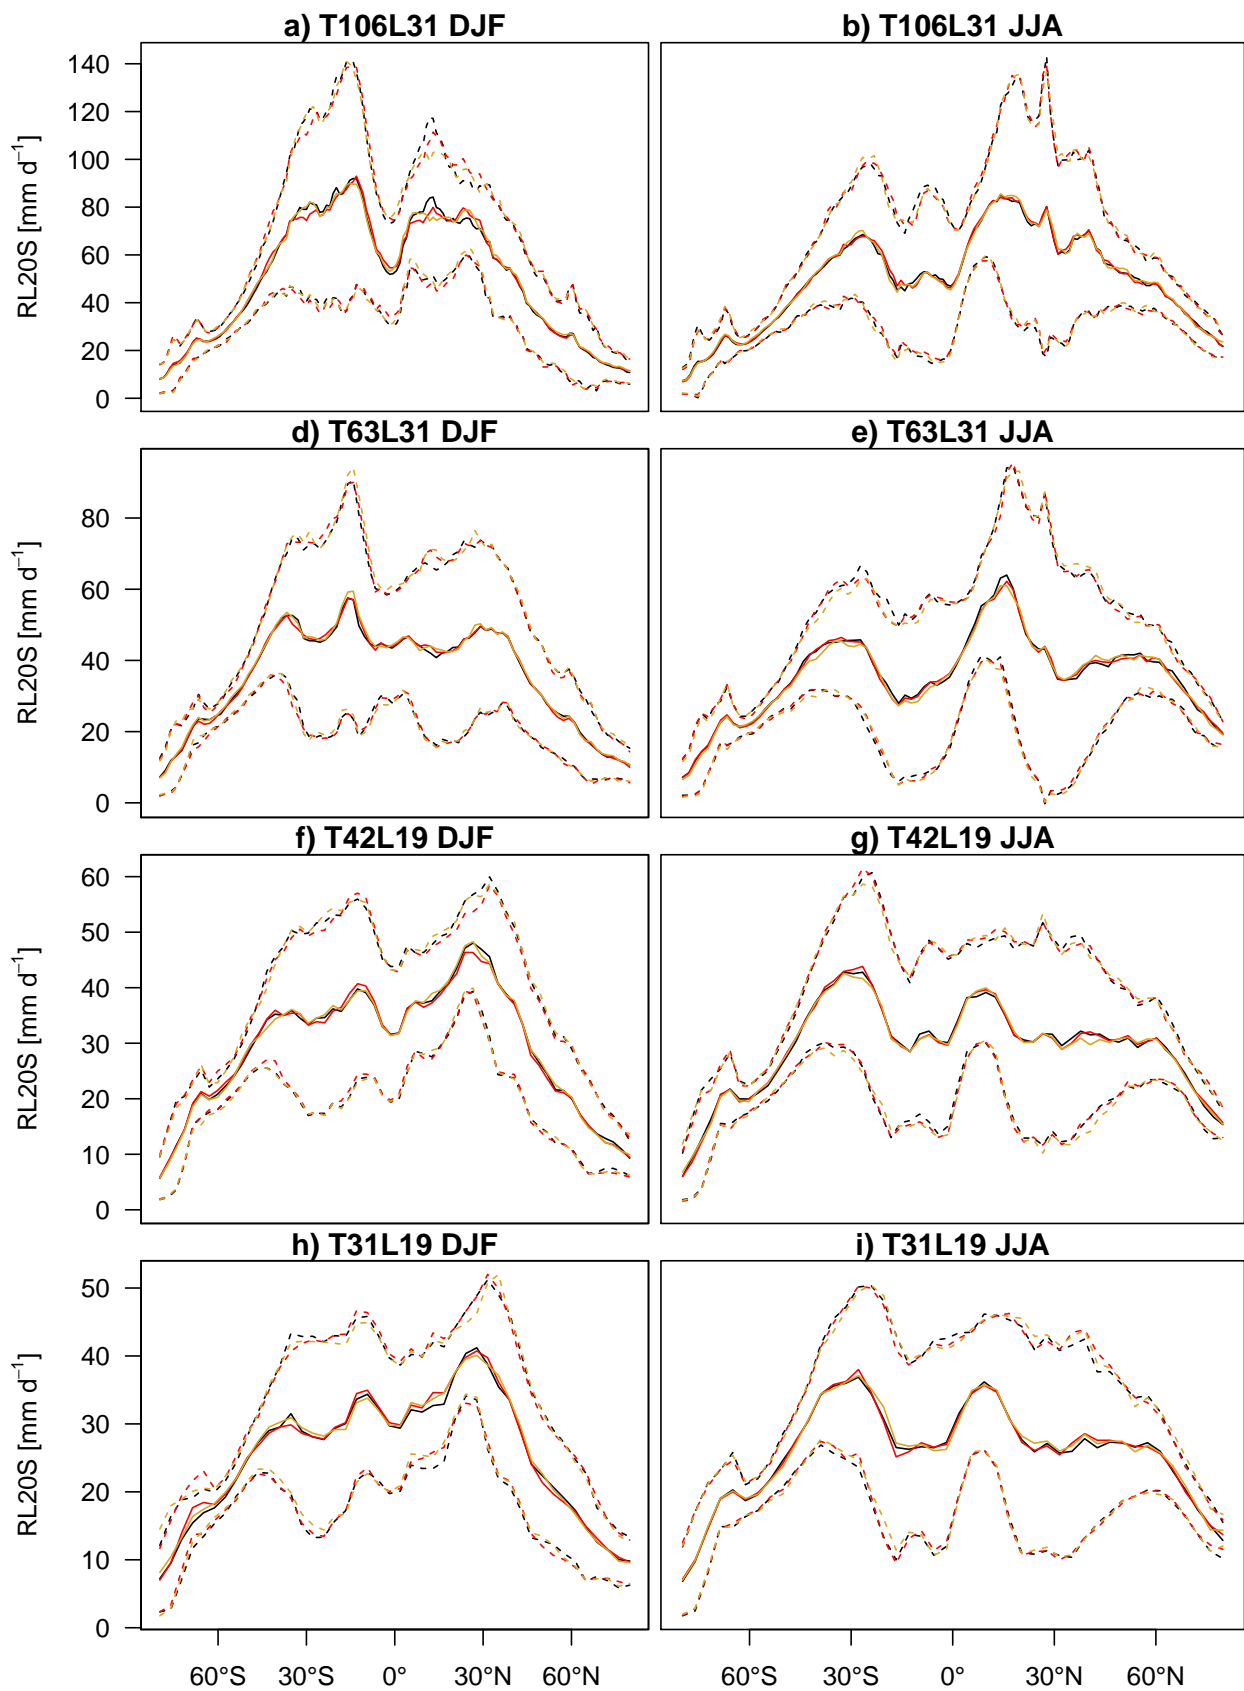 a) T106L31 DJF
b) T106L31 JJA
RL20S [mm d⁻¹]
140
120
100
80
60
40
20
0
d) T63L31 DJF
e) T63L31 JJA
RL20S [mm d⁻¹]
80
60
40
20
0
f) T42L19 DJF
g) T42L19 JJA
RL20S [mm d⁻¹]
60
50
40
30
20
10
0
h) T31L19 DJF
i) T31L19 JJA
RL20S [mm d⁻¹]
50
40
30
20
10
0
60°S 30°S 0° 30°N 60°N
60°S 30°S 0° 30°N 60°N